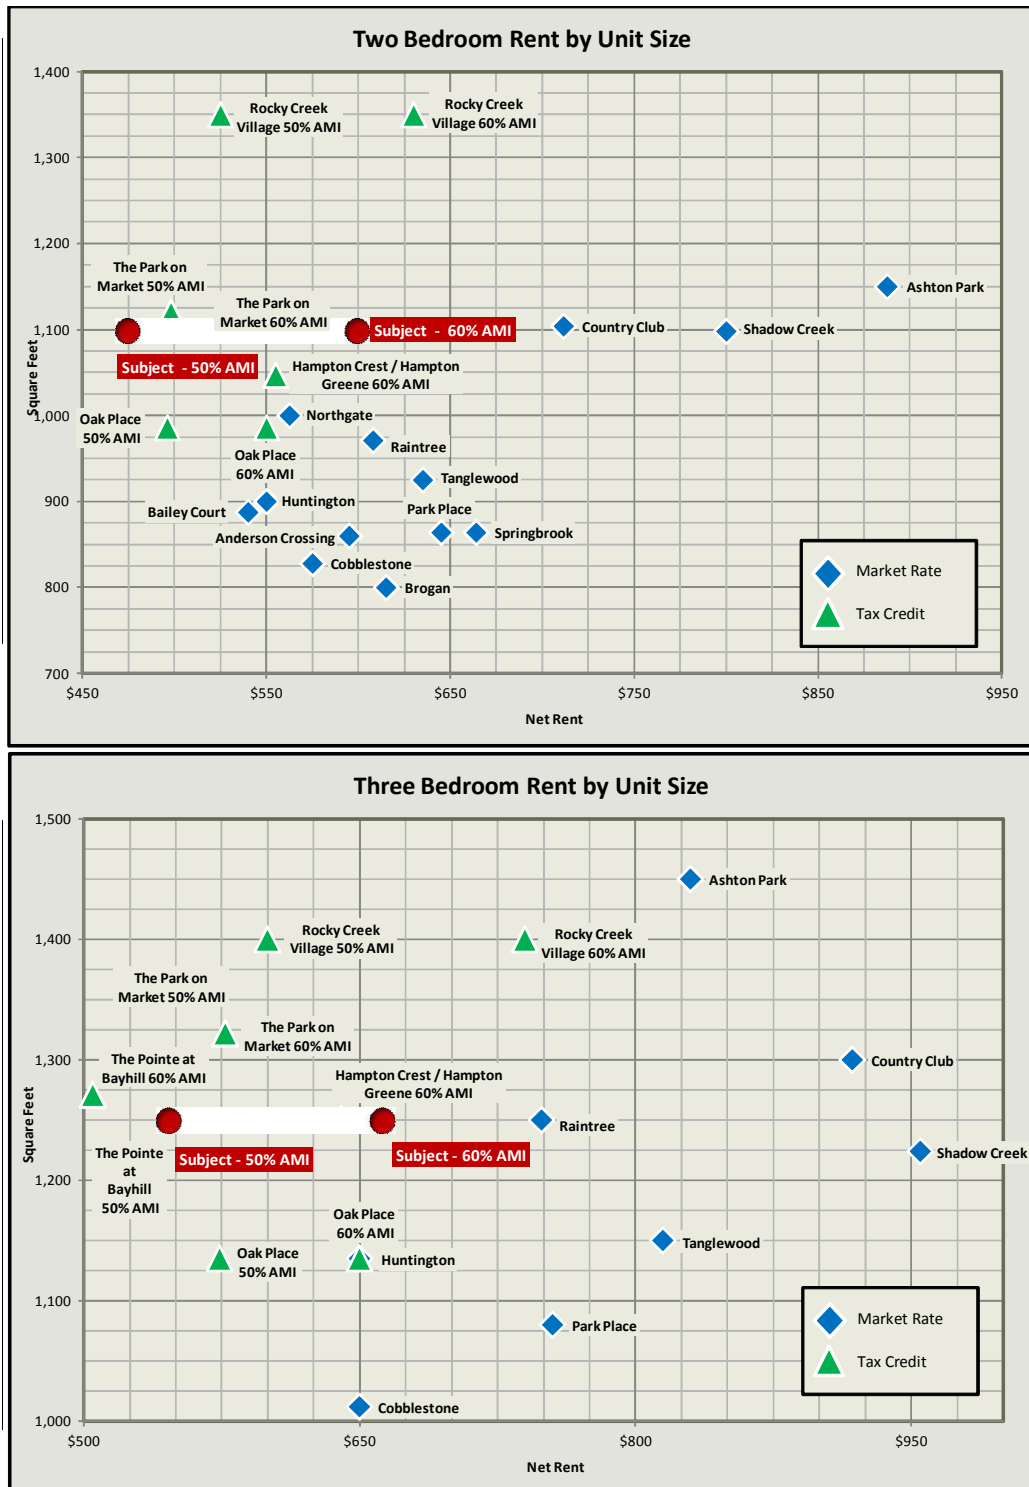 Two Bedroom Rent by Unit Size
1,400
1,300
1,200
1,100
1,000
900
800
700
Square Feet
Rocky Creek
Village 50% AMI
Rocky Creek
Village 60% AMI
The Park on
Market 50% AMI
The Park on
Market 60% AMI
Ashton Park
Subject - 60% AMI
Country Club
Shadow Creek
Subject - 50% AMI
Hampton Crest / Hampton
Greene 60% AMI
Oak Place
50% AMI
Northgate
Raintree
Oak Place
60% AMI
Tanglewood
Huntington
Bailey Court
Park Place
Anderson Crossing
Springbrook
Cobblestone
Brogan
Market Rate
Tax Credit
$450
$550
$650
$750
$850
$950
Net Rent
Three Bedroom Rent by Unit Size
1,500
1,400
1,300
1,200
1,100
1,000
Square Feet
Ashton Park
Rocky Creek
Village 50% AMI
Rocky Creek
Village 60% AMI
The Park on
Market 50% AMI
The Park on
Market 60% AMI
The Pointe at
Bayhill 60% AMI
Hampton Crest / Hampton
Greene 60% AMI
Country Club
Raintree
Subject - 50% AMI
Subject - 60% AMI
Shadow Creek
The Pointe
at
Bayhill
50% AMI
Oak Place
60% AMI
Tanglewood
Oak Place
50% AMI
Huntington
Park Place
Cobblestone
Market Rate
Tax Credit
$500
$650
$800
$950
Net Rent